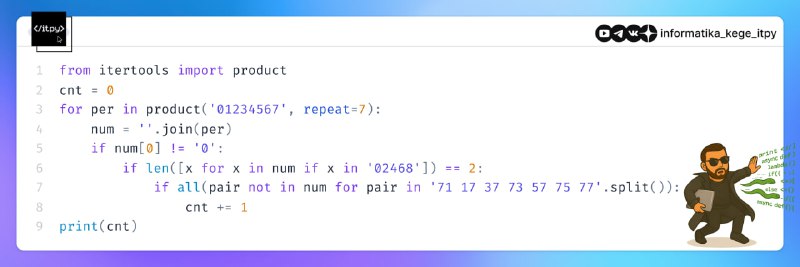 </itpy>
informatika_kege_itpy
1 from itertools import product
2 cnt = 0
3 for per in product('01234567', repeat=7):
4     num = ''.join(per)
5     if num[0] != '0':
6         if len([x for x in num if x in '02468']) == 2:
7             if all(pair not in num for pair in '71 17 37 73 57 75 77'.split()):
8                 cnt += 1
9 print(cnt)